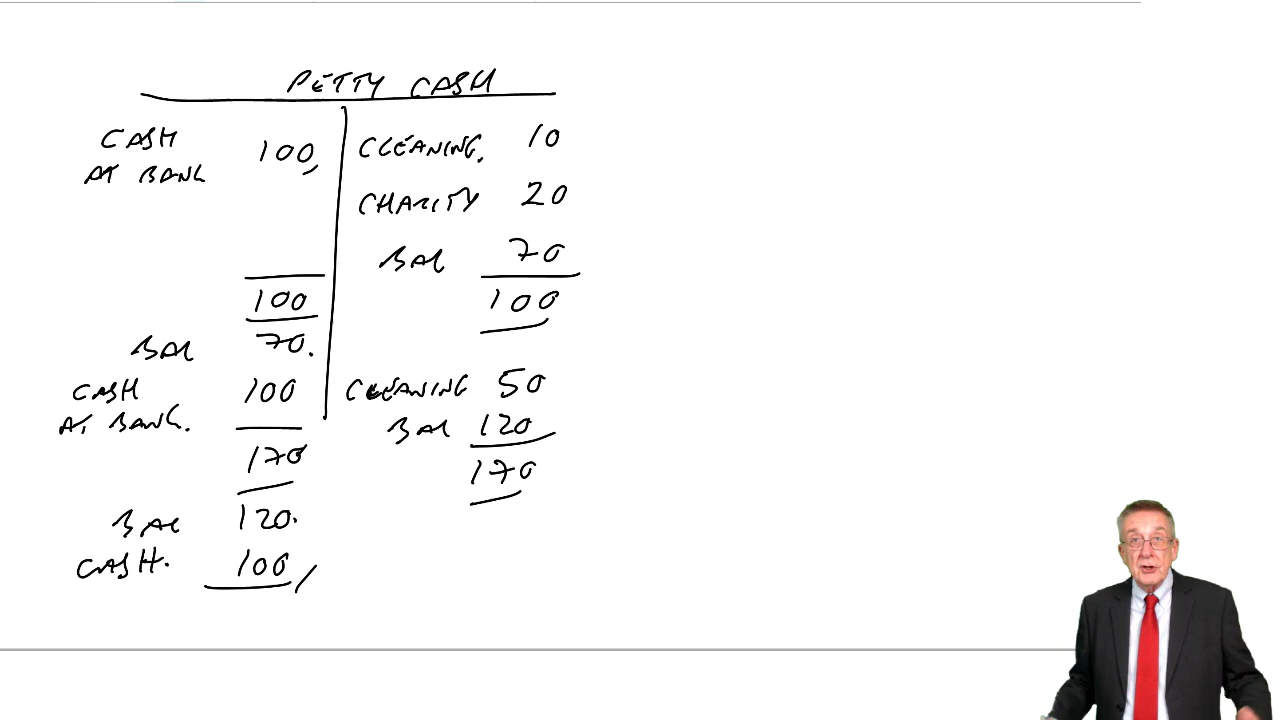 PETTY CASH
CASH
AT BANK 100
CLEANING. 10
CHARITY 20
BAL 70
100 100
BAL 70.
CASH
AT BANK. 100
CLEANING 50
BAL 120
170 170
BAL 120.
CASH. 100